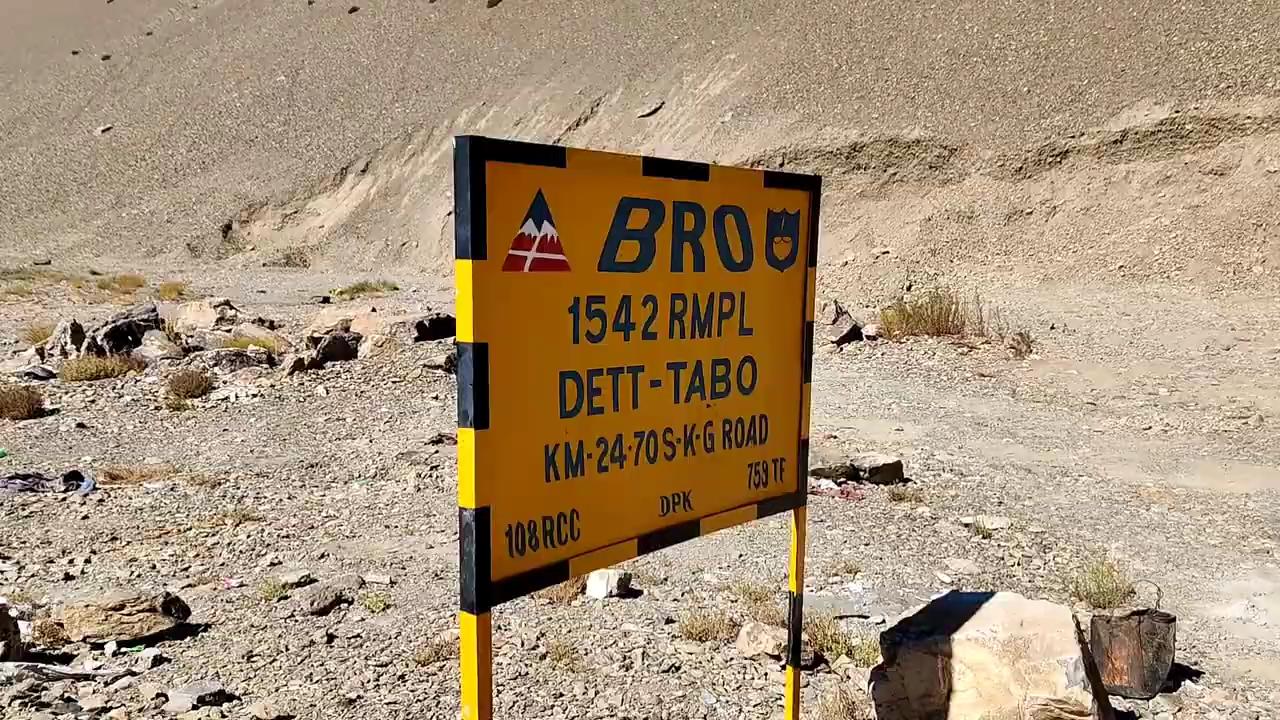 BRO
1542 RMPL
DETT-TABO
KM-24-70 S-K-G ROAD
759 TF
DPK
108 RCC